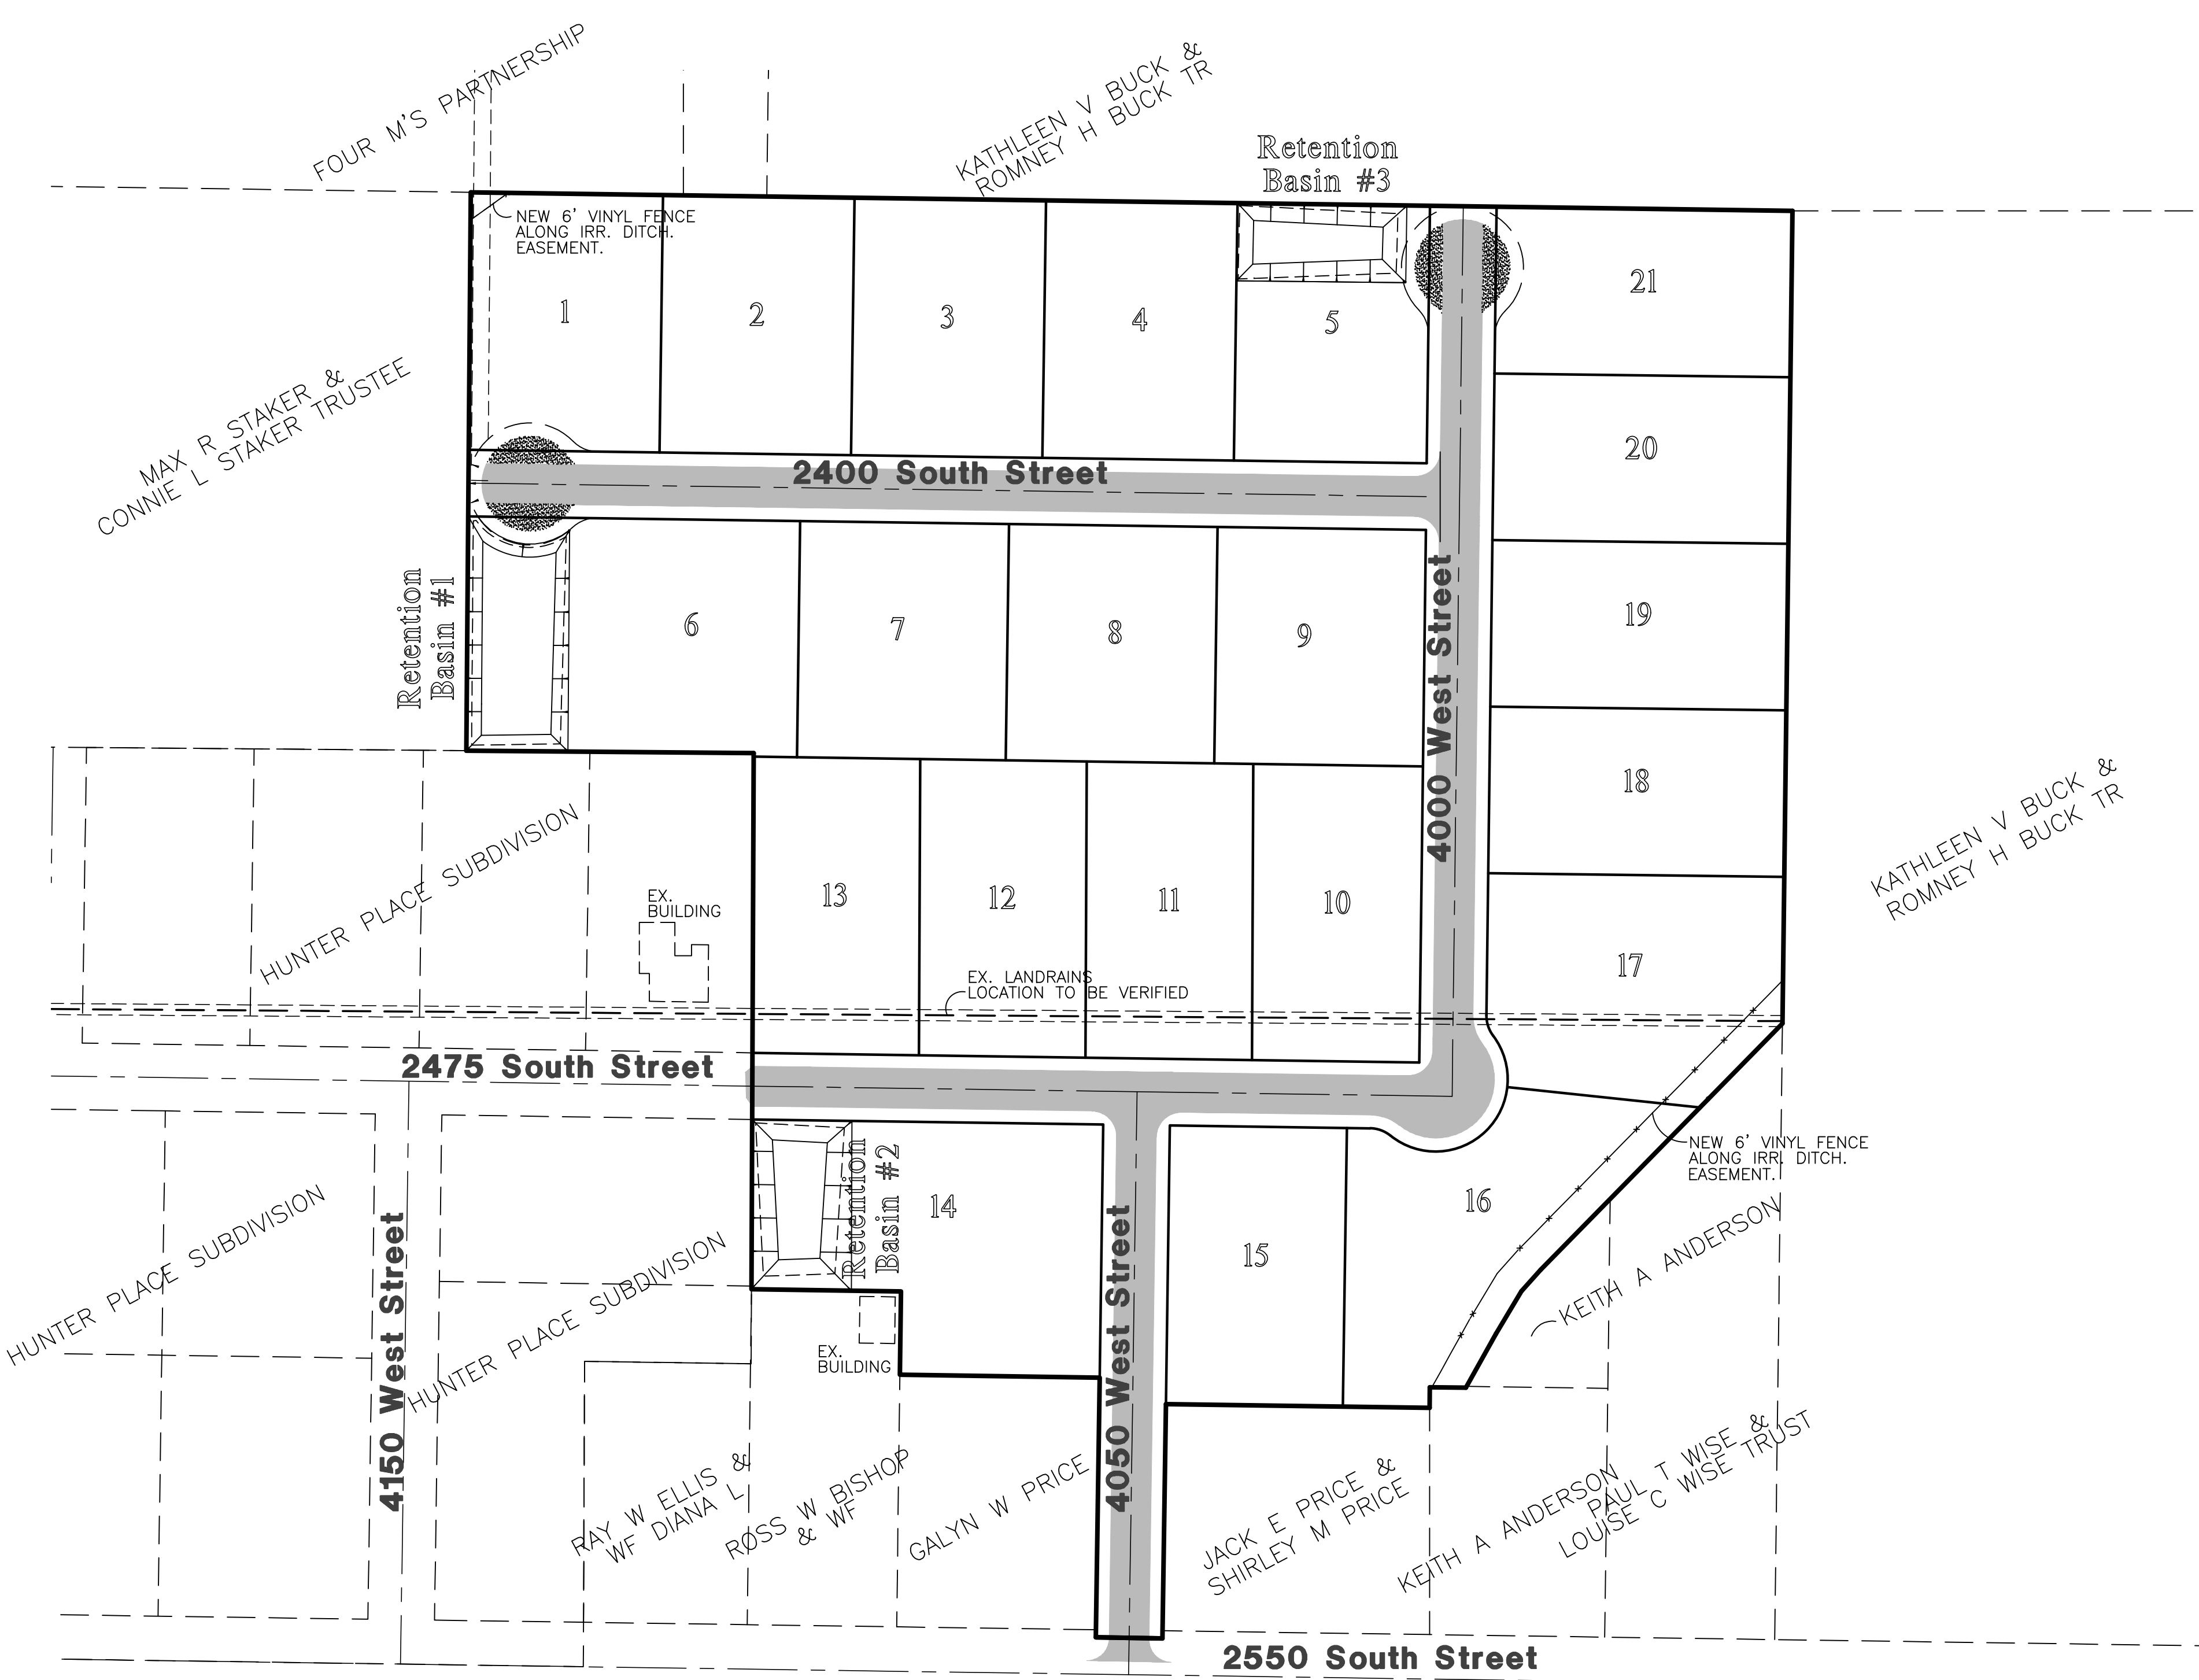 FOUR M'S PARTNERSHIP
KATHLEEN V BUCK &
ROMNEY H BUCK TR
Retention
Basin #3
NEW 6' VINYL FENCE
ALONG IRR. DITCH.
EASEMENT.
1
2
3
4
5
21
MAX R STAKER &
CONNIE L STAKER TRUSTEE
20
2400 South Street
Retention
Basin #1
6
7
8
9
19
4000 West Street
18
KATHLEEN V BUCK &
ROMNEY H BUCK TR
HUNTER PLACE SUBDIVISION
EX.
BUILDING
13
12
11
10
17
EX. LANDRAINS
LOCATION TO BE VERIFIED
2475 South Street
NEW 6' VINYL FENCE
ALONG IRR. DITCH.
EASEMENT.
Retention
Basin #2
14
15
16
HUNTER PLACE SUBDIVISION
4150 West Street
HUNTER PLACE SUBDIVISION
4050 West Street
KEITH A ANDERSON
EX.
BUILDING
RAY W ELLIS &
WF DIANA L
ROSS W BISHOP
& WF
GALYN W PRICE
JACK E PRICE &
SHIRLEY M PRICE
KEITH A ANDERSON
PAUL T WISE &
LOUISE C WISE TRUST
2550 South Street